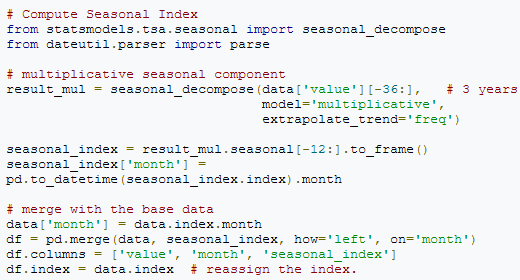 # Compute Seasonal Index
from statsmodels.tsa.seasonal import seasonal_decompose
from dateutil.parser import parse
# multiplicative seasonal component
result_mul = seasonal_decompose(data['value'][-36:],   # 3 years
                                model='multiplicative',
                                extrapolate_trend='freq')
seasonal_index = result_mul.seasonal[-12:].to_frame()
seasonal_index['month'] =
pd.to_datetime(seasonal_index.index).month
# merge with the base data
data['month'] = data.index.month
df = pd.merge(data, seasonal_index, how='left', on='month')
df.columns = ['value', 'month', 'seasonal_index']
df.index = data.index  # reassign the index.